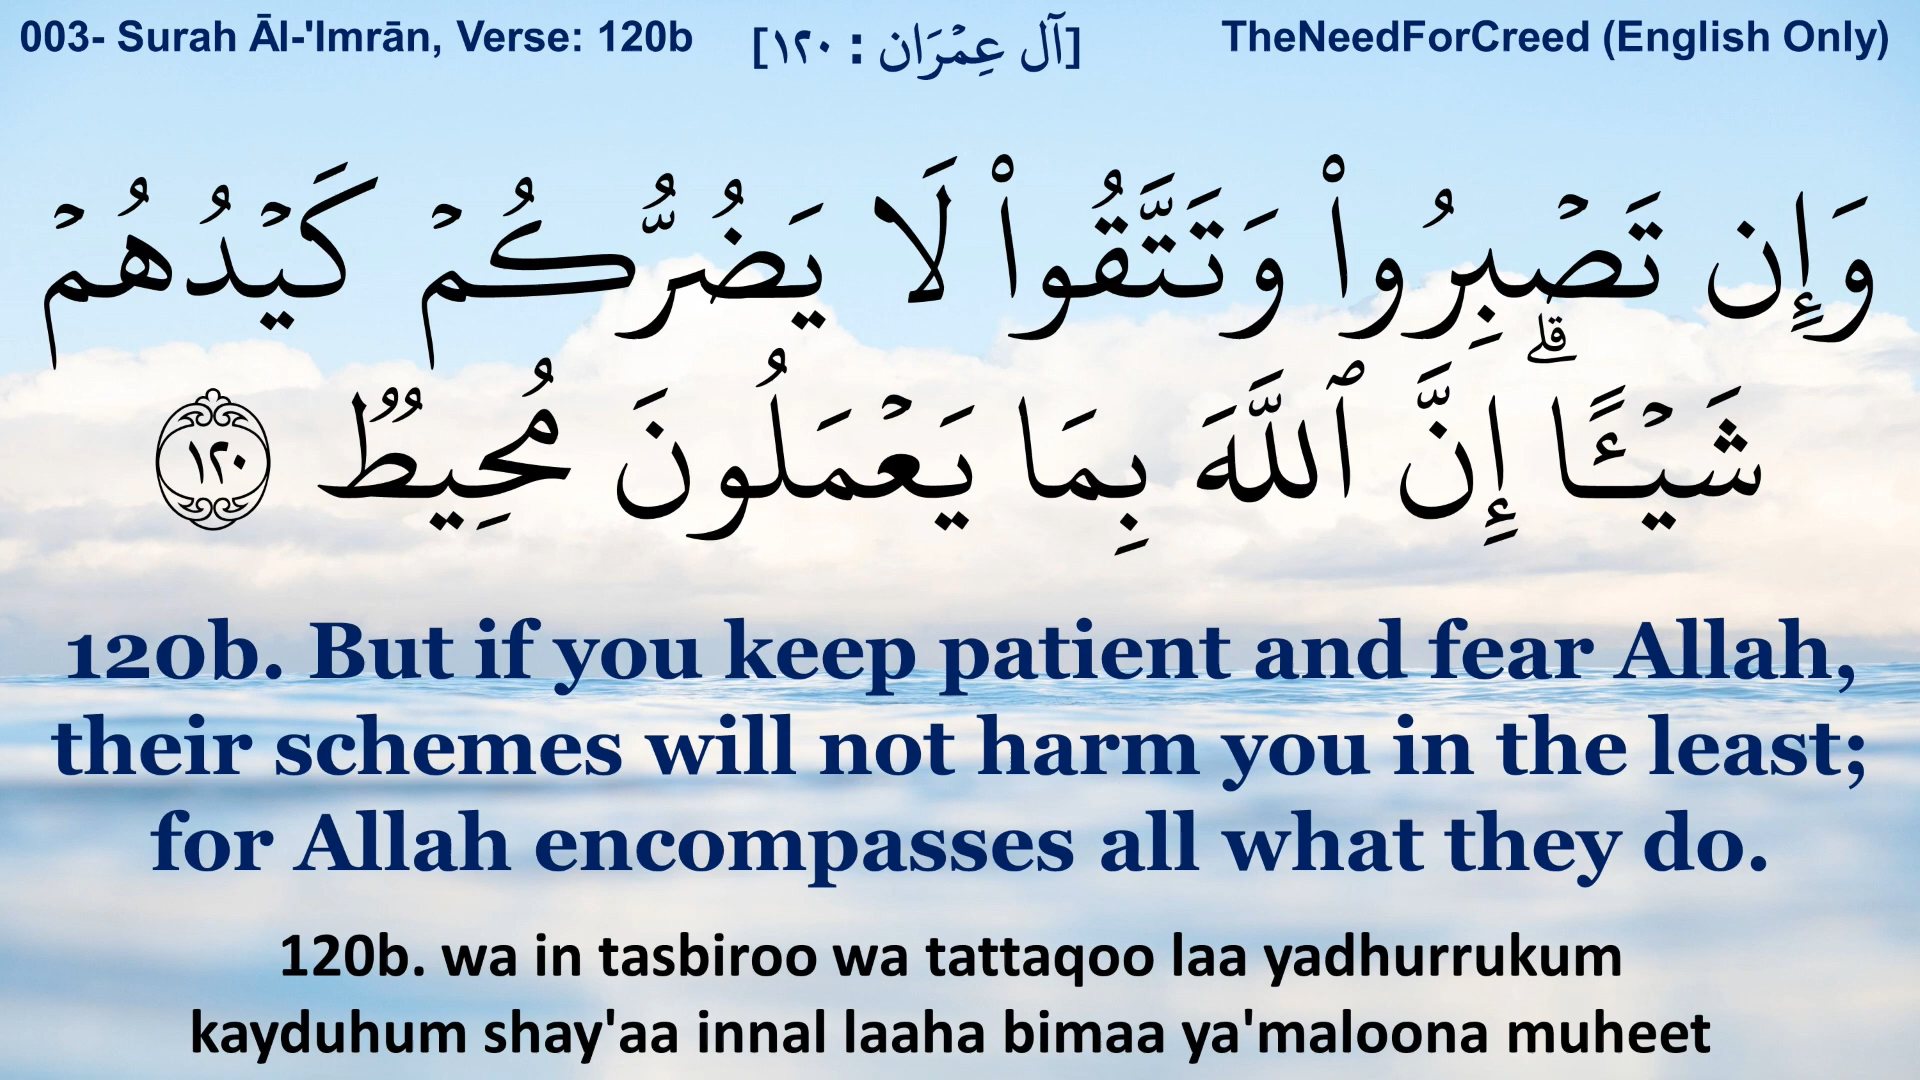 003- Surah Āl-'Imrān, Verse: 120b [آل عِمْرَان : ١٢٠] TheNeedForCreed (English Only)
وَإِن تَصۡبِرُواْ وَتَتَّقُواْ لَا يَضُرُّكُمۡ كَيۡدُهُمۡ
شَيۡـًٔاۗ إِنَّ ٱللَّهَ بِمَا يَعۡمَلُونَ مُحِيطٞ ١٢٠
120b. But if you keep patient and fear Allah,
their schemes will not harm you in the least;
for Allah encompasses all what they do.
120b. wa in tasbiroo wa tattaqoo laa yadhurrukum
kayduhum shay'aa innal laaha bimaa ya'maloona muheet